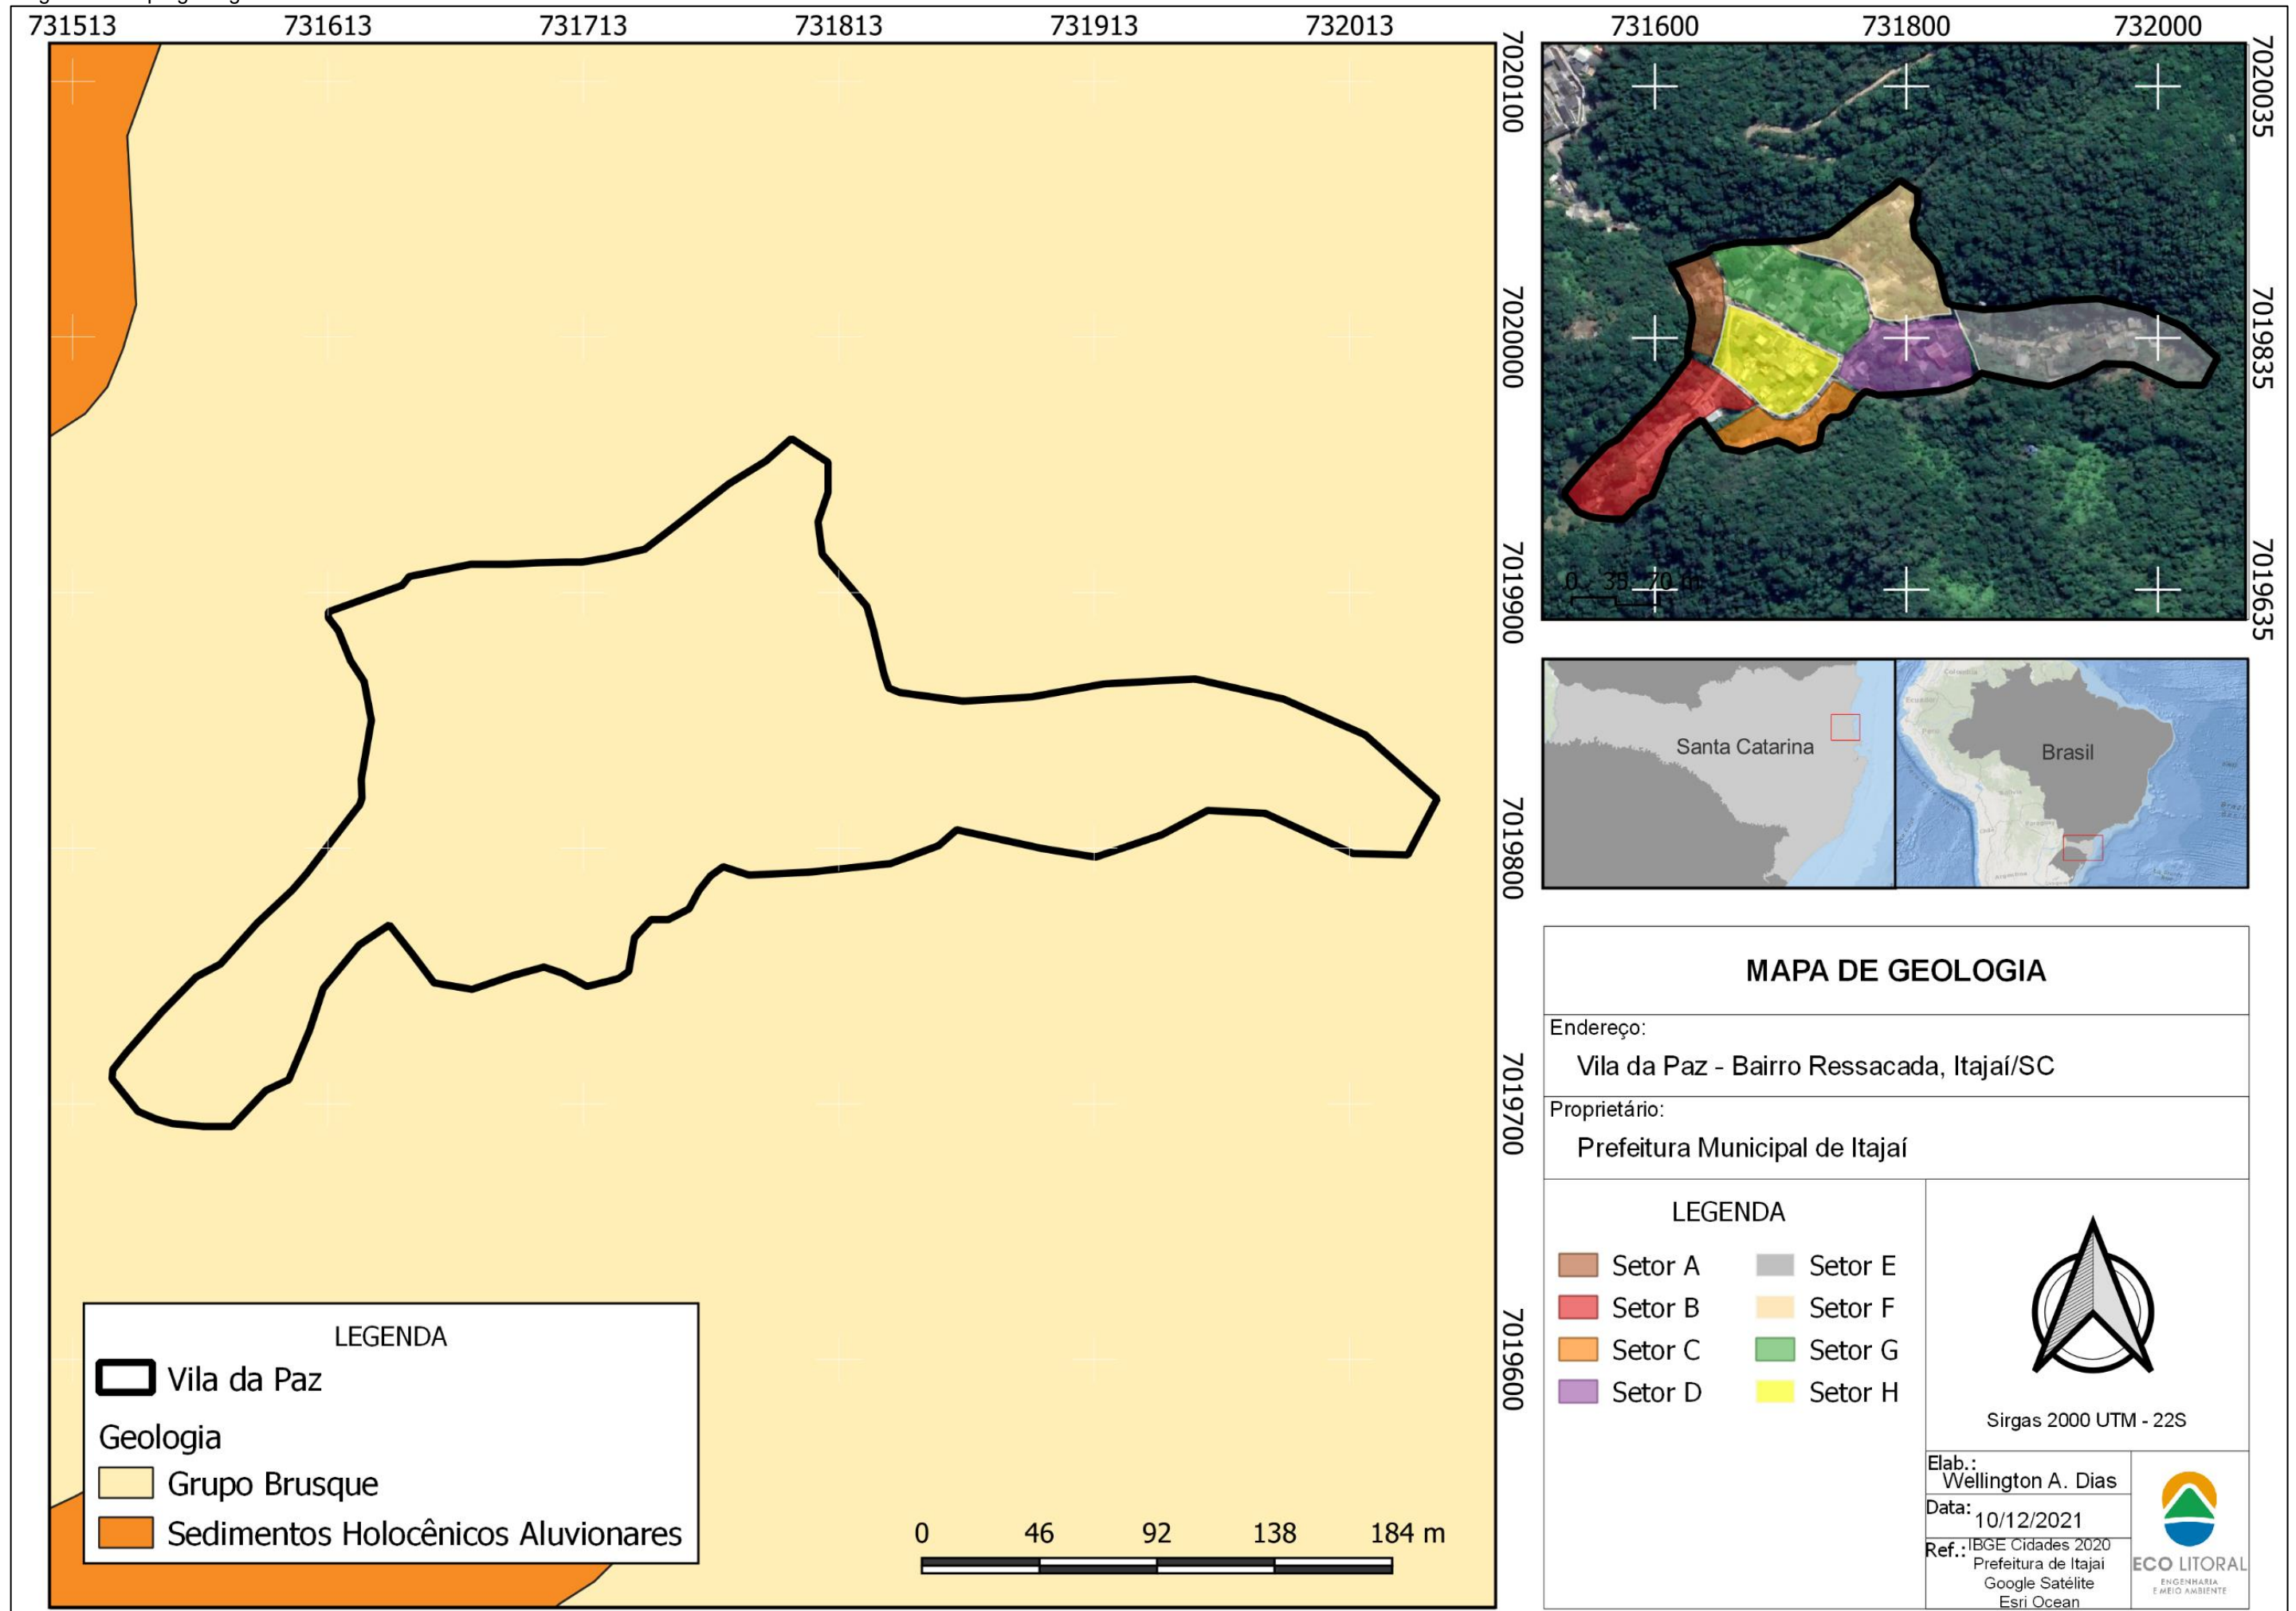 731513 731613 731713 731813 731913 732013
7020100
7020000
7019900
7019800
7019700
7019600
LEGENDA
Vila da Paz
Geologia
Grupo Brusque
Sedimentos Holocênicos Aluvionares
0 46 92 138 184 m
731600 731800 732000
7020035
7019835
7019635
0 35 70 m
Santa Catarina
Brasil
MAPA DE GEOLOGIA
Endereço:
Vila da Paz - Bairro Ressacada, Itajaí/SC
Proprietário:
Prefeitura Municipal de Itajaí
LEGENDA
Setor A Setor E
Setor B Setor F
Setor C Setor G
Setor D Setor H
Sirgas 2000 UTM - 22S
Elab.:
Wellington A. Dias
Data:
10/12/2021
Ref.: IBGE Cidades 2020
Prefeitura de Itajai
Google Satélite
Esri Ocean
ECO LITORAL
ENGENHARIA
E MEIO AMBIENTE